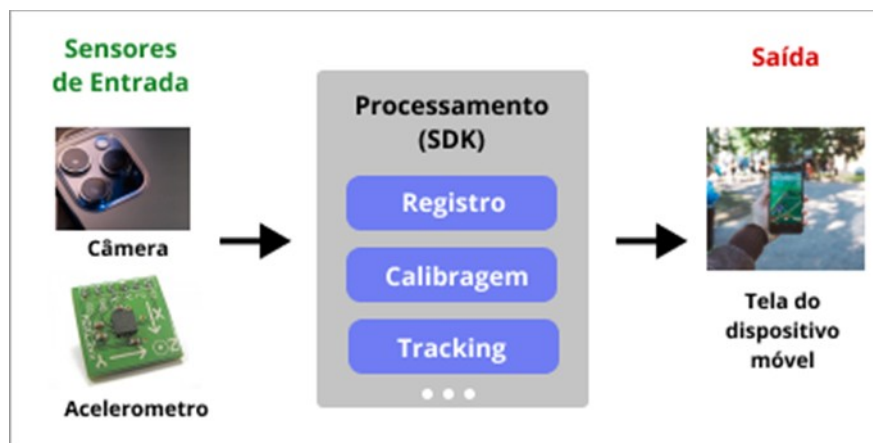 Sensores
de Entrada
Câmera
Acelerometro
Processamento
(SDK)
Registro
Calibragem
Tracking
Saída
Tela do
dispositivo
móvel